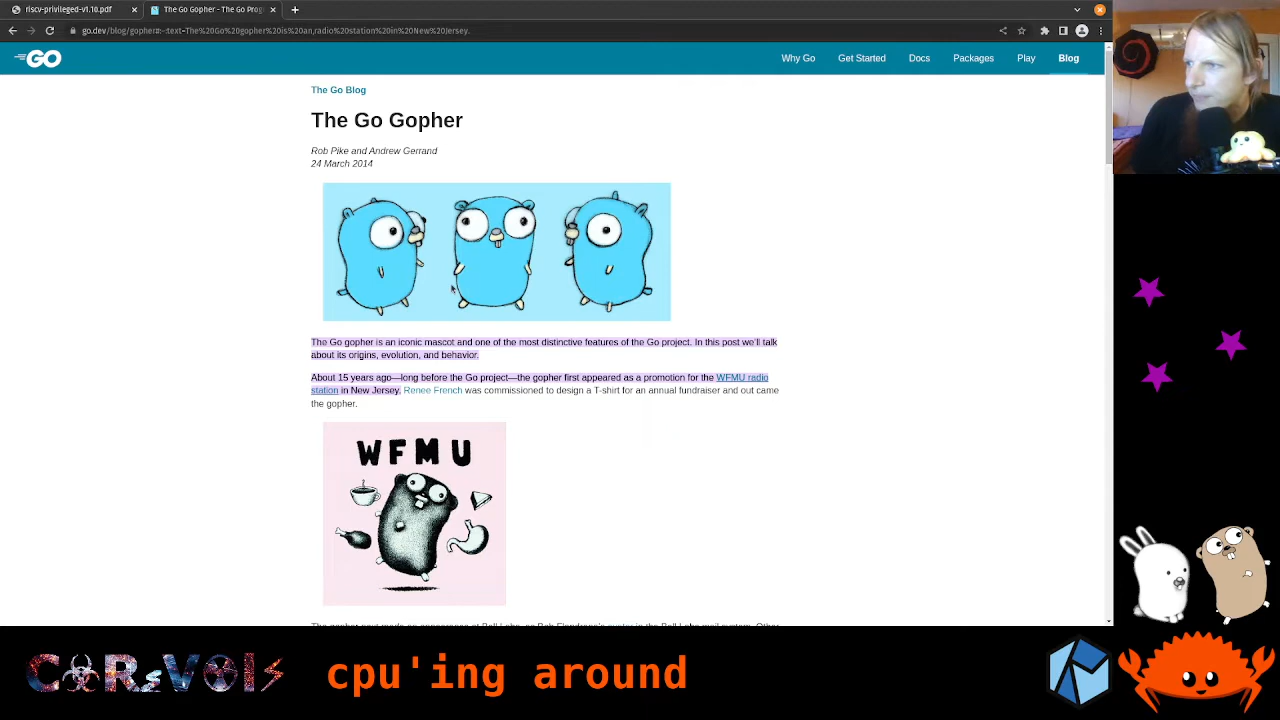 riscv-privileged-v1.10.pdf
The Go Gopher - The Go Prog
go.dev/blog/gopher#:~:text=The%20Go%20gopher%20is%20an,radio%20station%20in%20New%20Jersey.
GO
Why Go
Get Started
Docs
Packages
Play
Blog
The Go Blog
The Go Gopher
Rob Pike and Andrew Gerrand
24 March 2014
The Go gopher is an iconic mascot and one of the most distinctive features of the Go project. In this post we'll talk
about its origins, evolution, and behavior.
About 15 years ago—long before the Go project—the gopher first appeared as a promotion for the WFMU radio
station in New Jersey. Renee French was commissioned to design a T-shirt for an annual fundraiser and out came
the gopher.
WFMU
cpu'ing around